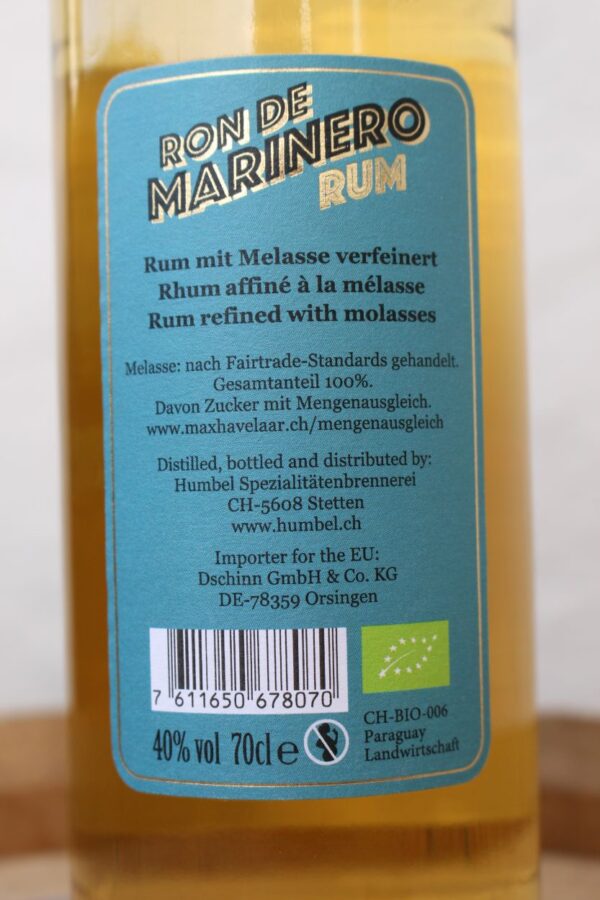 RON DE
MARINERO
RUM
Rum mit Melasse verfeinert
Rhum affiné à la mélasse
Rum refined with molasses
Melasse: nach Fairtrade-Standards gehandelt.
Gesamtanteil 100%.
Davon Zucker mit Mengenausgleich.
www.maxhavelaar.ch/mengenausgleich
Distilled, bottled and distributed by:
Humbel Spezialitätenbrennerei
CH-5608 Stetten
www.humbel.ch
Importer for the EU:
Dschinn GmbH & Co. KG
DE-78359 Orsingen
7 611650 678070
40% vol 70cl e
CH-BIO-006
Paraguay
Landwirtschaft